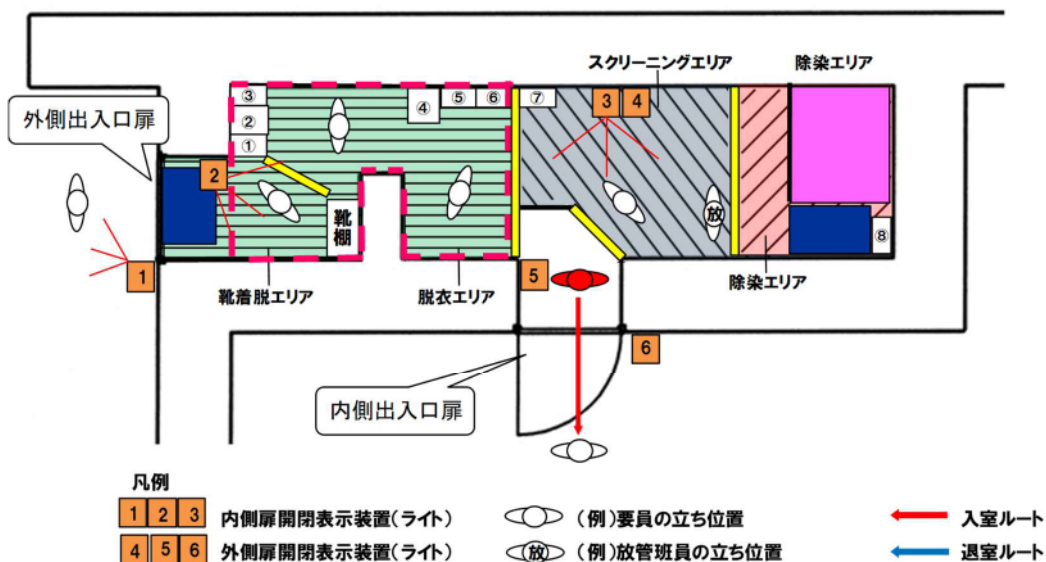 スクリーニングエリア
除染エリア
外側出入口扉
③
②
①
④
⑤
⑥
⑦
3
4
2
靴棚
放
⑧
1
5
靴着脱エリア
脱衣エリア
除染エリア
6
内側出入口扉
凡例
1 2 3 内側扉開閉表示装置(ライト) (例)要員の立ち位置 入室ルート
4 5 6 外側扉開閉表示装置(ライト) 放 (例)放管班員の立ち位置 退室ルート